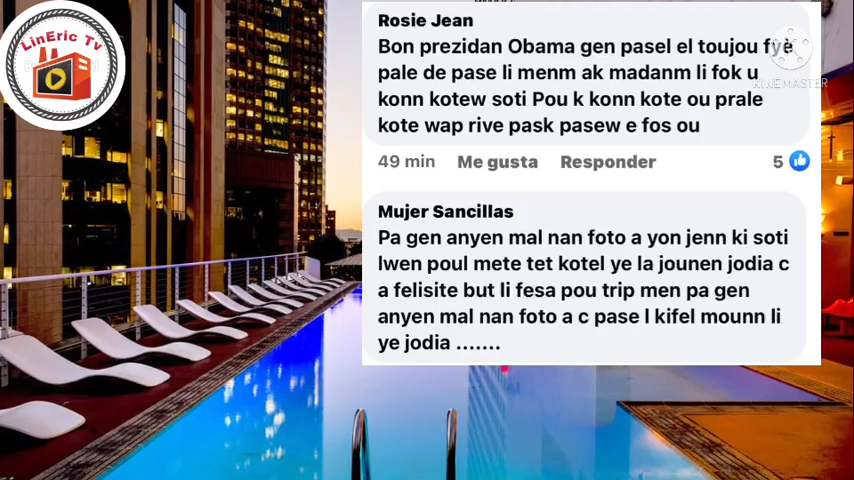 LinEric Tv
KINEMASTER
Rosie Jean
Bon prezidan Obama gen pasel el toujou fyè
pale de pase li menm ak madanm li fok u
konn kotew soti Pou k konn kote ou prale
kote wap rive pask pasew e fos ou
49 min Me gusta Responder 5
Mujer Sancillas
Pa gen anyen mal nan foto a yon jenn ki soti
lwen poul mete tet kotel ye la jounen jodia c
a felisite but li fesa pou trip men pa gen
anyen mal nan foto a c pase l kifel mounn li
ye jodia .......